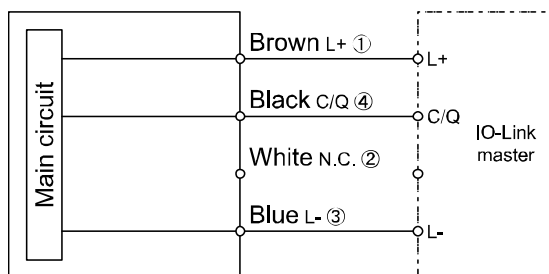 Main circuit
Brown L+ ①
Black C/Q ④
White N.C. ②
Blue L- ③
L+
C/Q
L-
IO-Link
master